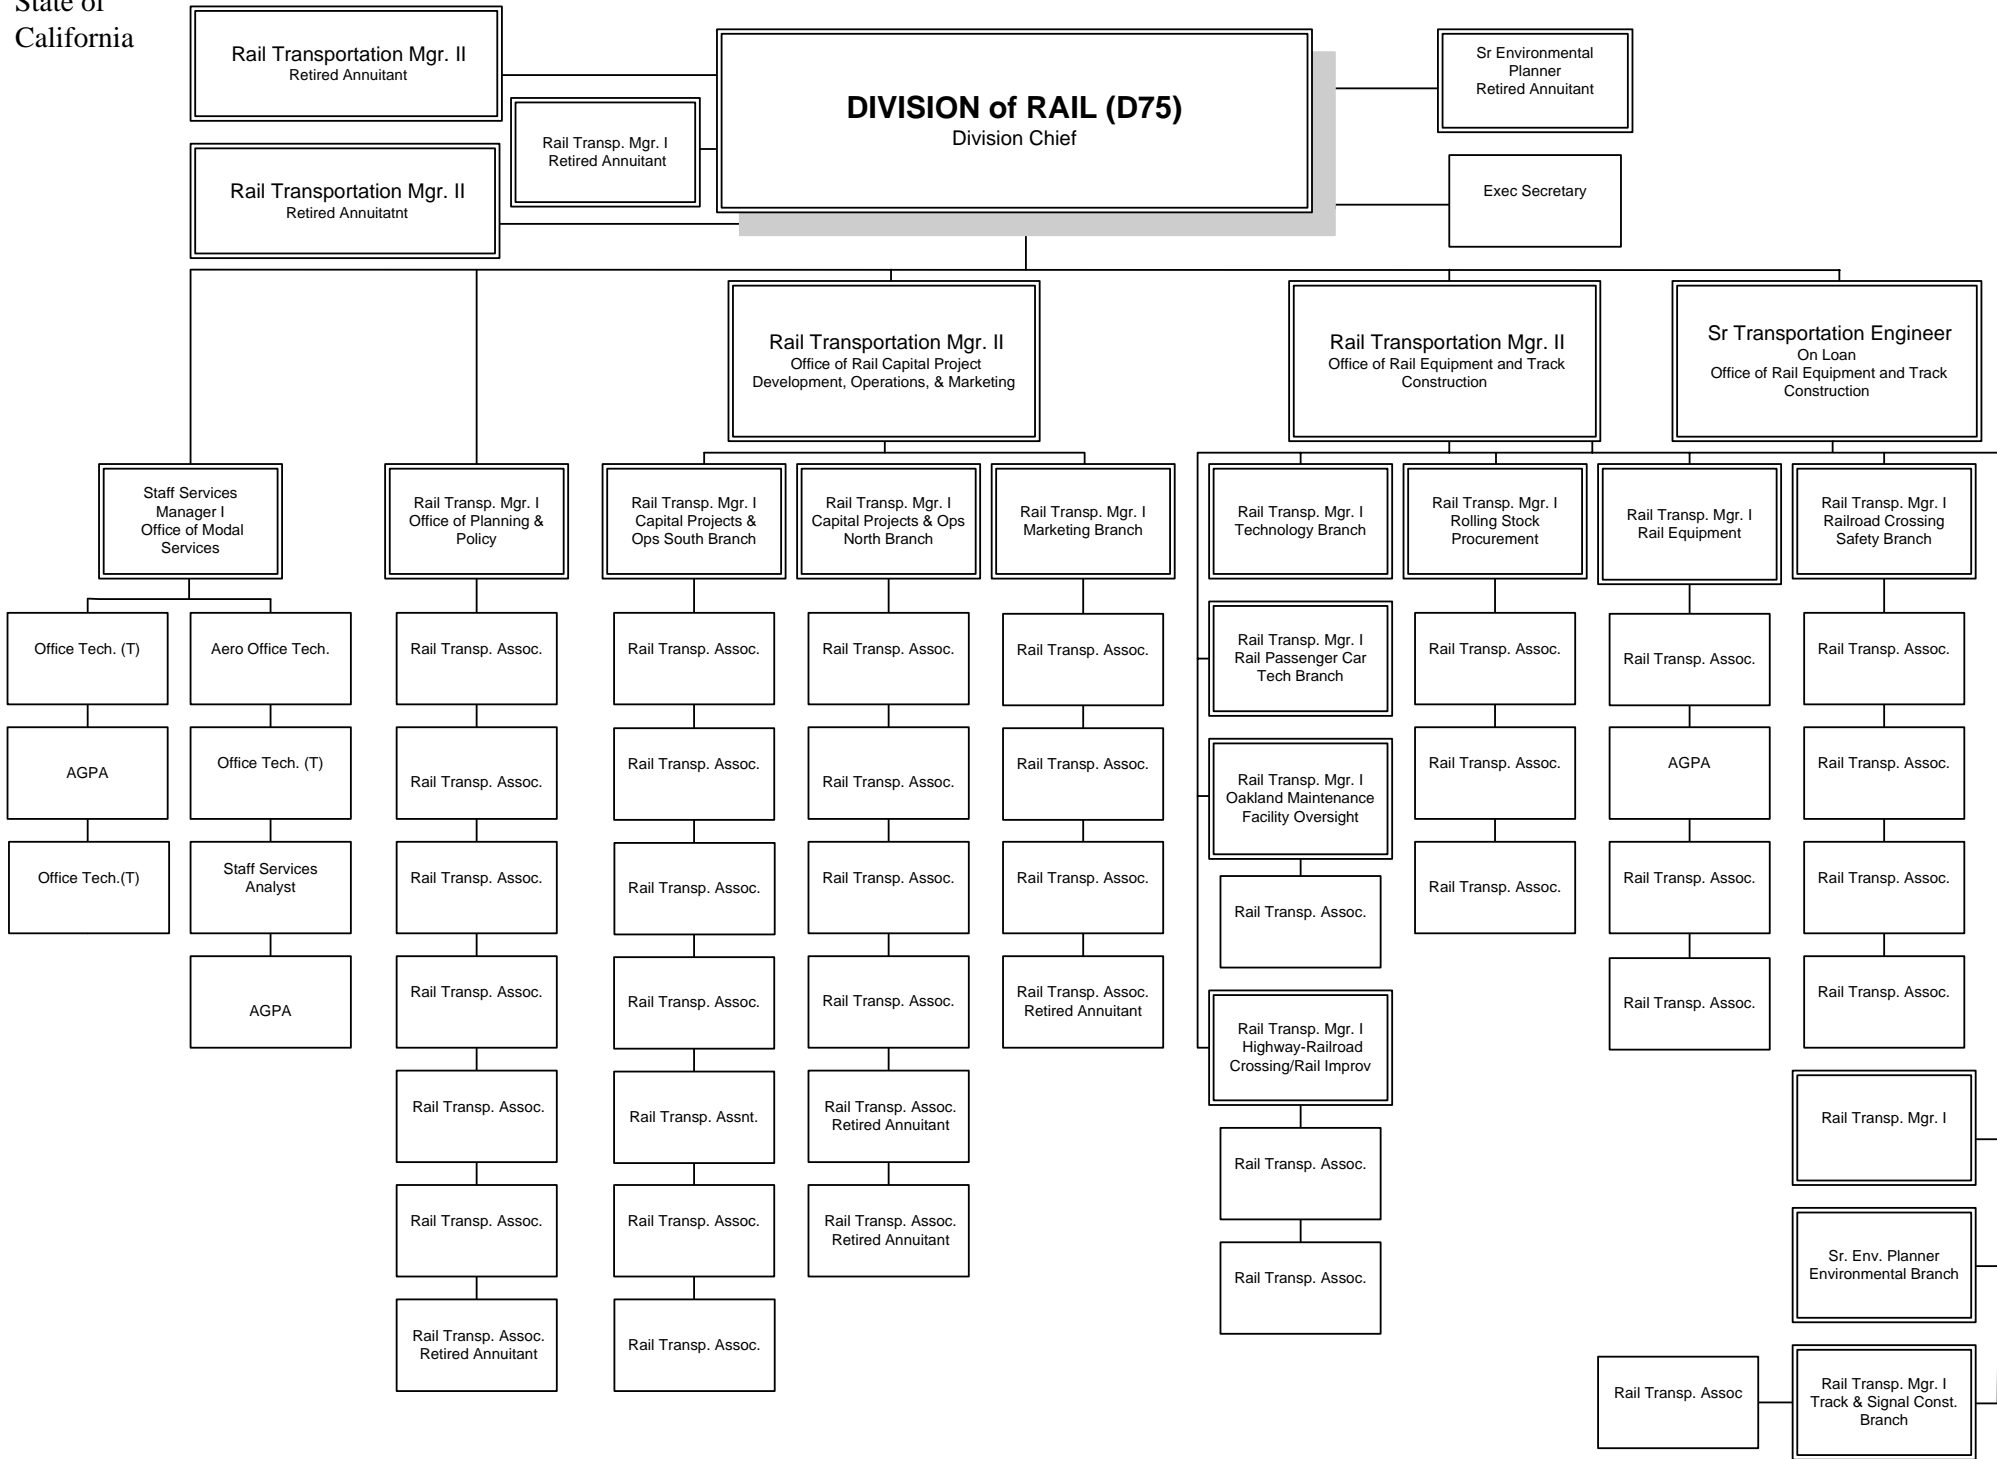 State of
California
Rail Transportation Mgr. II
Retired Annuitant
Rail Transp. Mgr. I
Retired Annuitant
Rail Transportation Mgr. II
Retired Annuitatnt
DIVISION of RAIL (D75)
Division Chief
Sr Environmental
Planner
Retired Annuitant
Exec Secretary
Rail Transportation Mgr. II
Office of Rail Capital Project
Development, Operations, & Marketing
Rail Transportation Mgr. II
Office of Rail Equipment and Track
Construction
Sr Transportation Engineer
On Loan
Office of Rail Equipment and Track
Construction
Staff Services
Manager I
Office of Modal
Services
Office Tech. (T)
AGPA
Office Tech.(T)
Aero Office Tech.
Office Tech. (T)
Staff Services
Analyst
AGPA
Rail Transp. Mgr. I
Office of Planning &
Policy
Rail Transp. Assoc.
Rail Transp. Assoc.
Rail Transp. Assoc.
Rail Transp. Assoc.
Rail Transp. Assoc.
Rail Transp. Assoc.
Rail Transp. Assoc.
Retired Annuitant
Rail Transp. Mgr. I
Capital Projects &
Ops South Branch
Rail Transp. Assoc.
Rail Transp. Assoc.
Rail Transp. Assoc.
Rail Transp. Assoc.
Rail Transp. Assnt.
Rail Transp. Assoc.
Rail Transp. Assoc.
Rail Transp. Mgr. I
Capital Projects & Ops
North Branch
Rail Transp. Assoc.
Rail Transp. Assoc.
Rail Transp. Assoc.
Rail Transp. Assoc.
Rail Transp. Assoc.
Retired Annuitant
Rail Transp. Assoc.
Retired Annuitant
Rail Transp. Mgr. I
Marketing Branch
Rail Transp. Assoc.
Rail Transp. Assoc.
Rail Transp. Assoc.
Rail Transp. Assoc.
Retired Annuitant
Rail Transp. Mgr. I
Technology Branch
Rail Transp. Mgr. I
Rail Passenger Car
Tech Branch
Rail Transp. Mgr. I
Oakland Maintenance
Facility Oversight
Rail Transp. Assoc.
Rail Transp. Mgr. I
Highway-Railroad
Crossing/Rail Improv
Rail Transp. Assoc.
Rail Transp. Assoc.
Rail Transp. Mgr. I
Rolling Stock
Procurement
Rail Transp. Assoc.
Rail Transp. Assoc.
Rail Transp. Assoc.
Rail Transp. Mgr. I
Rail Equipment
Rail Transp. Assoc.
AGPA
Rail Transp. Assoc.
Rail Transp. Assoc.
Rail Transp. Mgr. I
Railroad Crossing
Safety Branch
Rail Transp. Assoc.
Rail Transp. Assoc.
Rail Transp. Assoc.
Rail Transp. Assoc.
Rail Transp. Mgr. I
Sr. Env. Planner
Environmental Branch
Rail Transp. Assoc
Rail Transp. Mgr. I
Track & Signal Const.
Branch